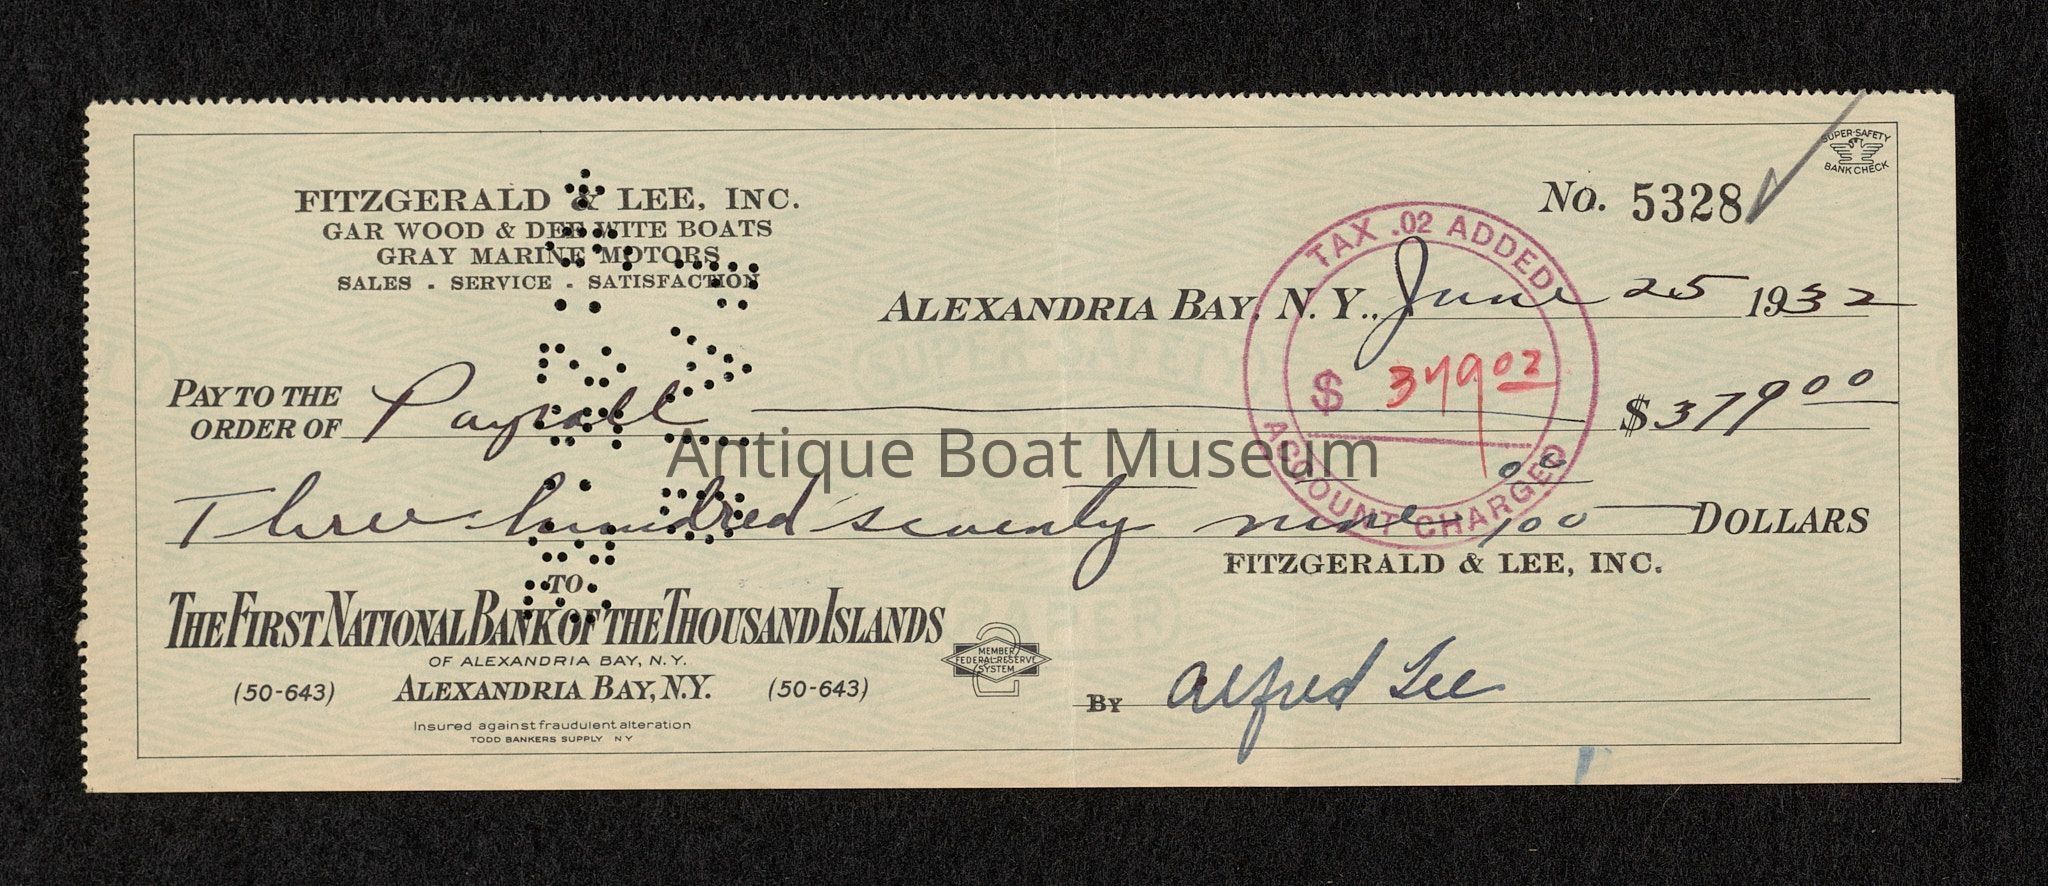 SUPER-SAFETY
BANK CHECK
No. 5328
FITZGERALD & LEE, INC.
GAR WOOD & DEE WITE BOATS
GRAY MARINE MOTORS
SALES . SERVICE . SATISFACTION
TAX .02 ADDED
ALEXANDRIA BAY, N. Y., June 25 1932
$ 379 02
ACCOUNT CHARGED
PAY TO THE
ORDER OF Payroll $379 00
Antique Boat Museum
Three hundred seventy nine 00/100 DOLLARS
FITZGERALD & LEE, INC.
TO
THE FIRST NATIONAL BANK OF THE THOUSAND ISLANDS
OF ALEXANDRIA BAY, N.Y.
(50-643) ALEXANDRIA BAY, N.Y. (50-643)
MEMBER
FEDERAL RESERVE
SYSTEM
2
BY Alfred Lee
Insured against fraudulent alteration
TODD BANKERS SUPPLY NY